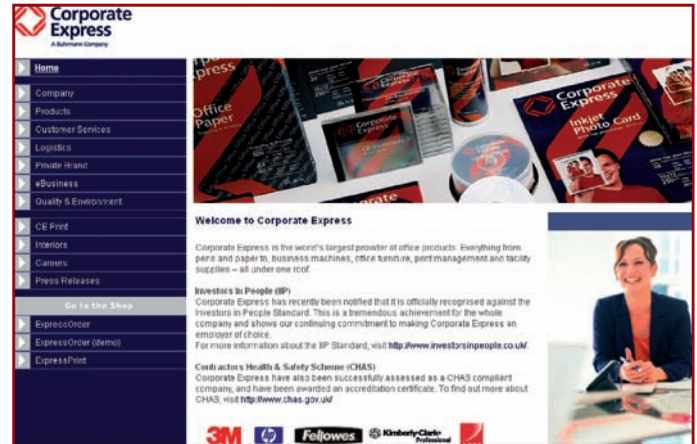 Corporate
Express
A Buhrmann Company
Home
Company
Products
Customer Services
Logistics
Private Brand
eBusiness
Quality & Environment
CE Print
Interiors
Careers
Press Releases
Go to the Shop
ExpressOrder
ExpressOrder (demo)
ExpressPrint
press
Office
Paper
Corporate
Express
Corporate
Express
Inkjet
Photo Card
Corporate
Welcome to Corporate Express
Corporate Express is the world's largest provider of office products. Everything from
pens and paper to, business machines, office furniture, print management and facility
supplies – all under one roof.
Investors In People (IIP)
Corporate Express has recently been notified that it is officially recognised against the
Investors in People Standard. This is a tremendous achievement for the whole
company and shows our continuing commitment to making Corporate Express an
employer of choice.
For more information about the IIP Standard, visit http://www.investorsinpeople.co.uk/.
Contractors Health & Safety Scheme (CHAS)
Corporate Express have also been successfully assessed as a CHAS compliant
company, and have been awarded an accreditation certificate. To find out more about
CHAS, visit http://www.chas.gov.uk/
3M
hp
Fellowes
Kimberly-Clark
Professional